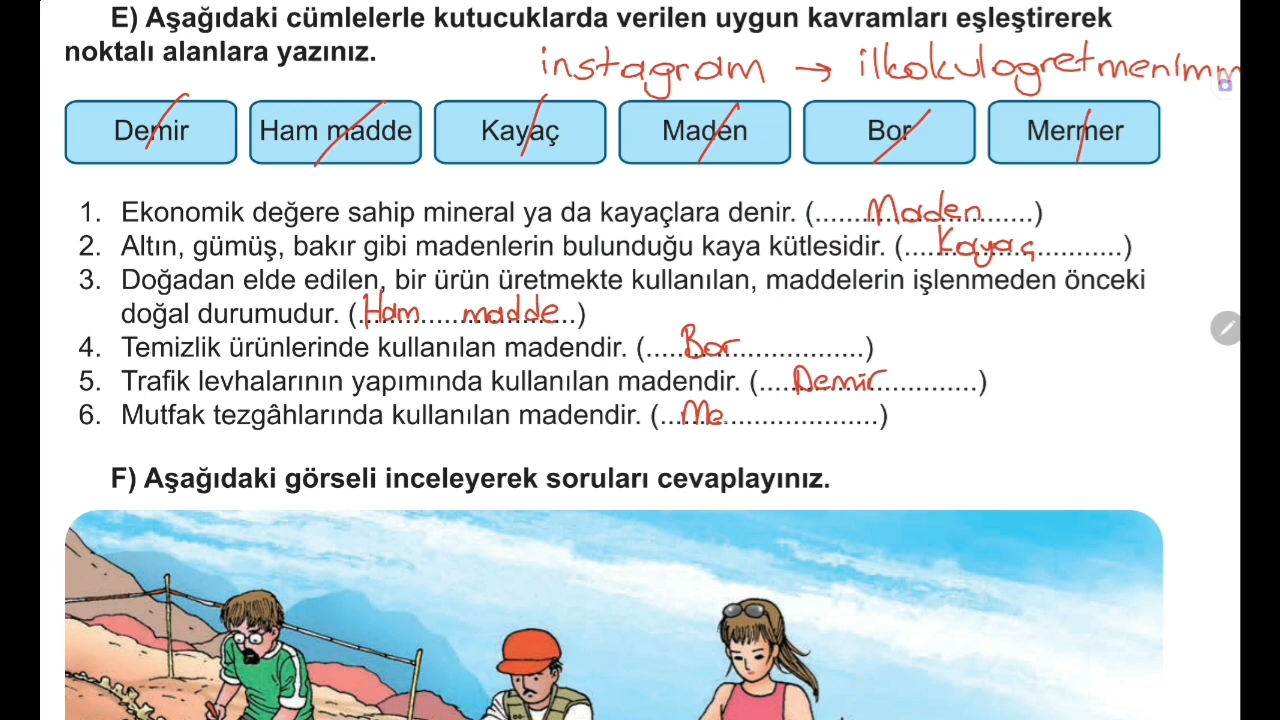 E) Aşağıdaki cümlelerle kutucuklarda verilen uygun kavramları eşleştirerek
noktalı alanlara yazınız.
instagram → ilkokulogretmenimm
Demir Ham madde Kayaç Maden Bor Mermer
1. Ekonomik değere sahip mineral ya da kayaçlara denir. (......Maden......)
2. Altın, gümüş, bakır gibi madenlerin bulunduğu kaya kütlesidir. (....Kayaç............)
3. Doğadan elde edilen, bir ürün üretmekte kullanılan, maddelerin işlenmeden önceki
doğal durumudur. (.Ham madde..)
4. Temizlik ürünlerinde kullanılan madendir. (.....Bor................)
5. Trafik levhalarının yapımında kullanılan madendir. (....Demir............)
6. Mutfak tezgâhlarında kullanılan madendir. (...Me....................)
F) Aşağıdaki görseli inceleyerek soruları cevaplayınız.